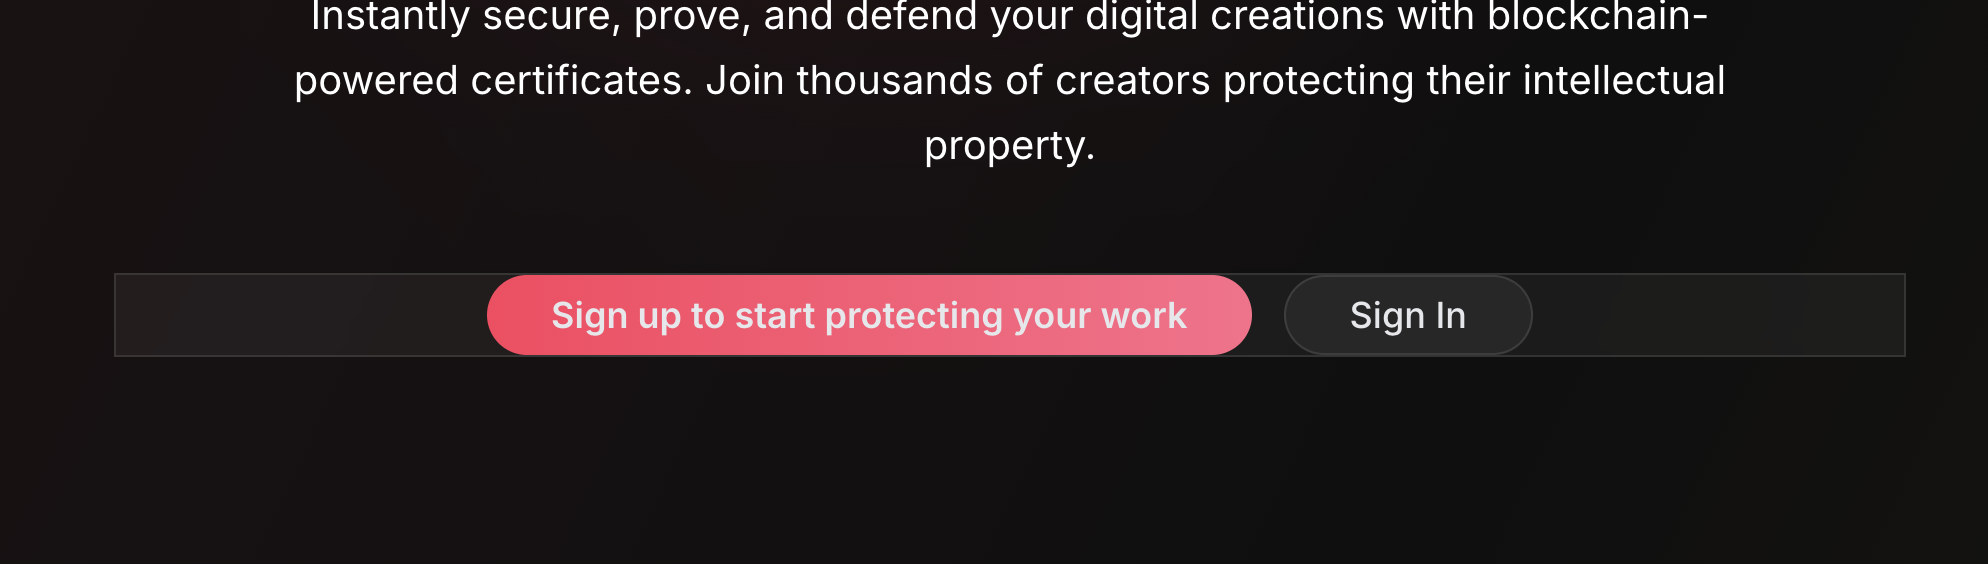 Instantly secure, prove, and defend your digital creations with blockchain-
powered certificates. Join thousands of creators protecting their intellectual
property.
Sign up to start protecting your work
Sign In